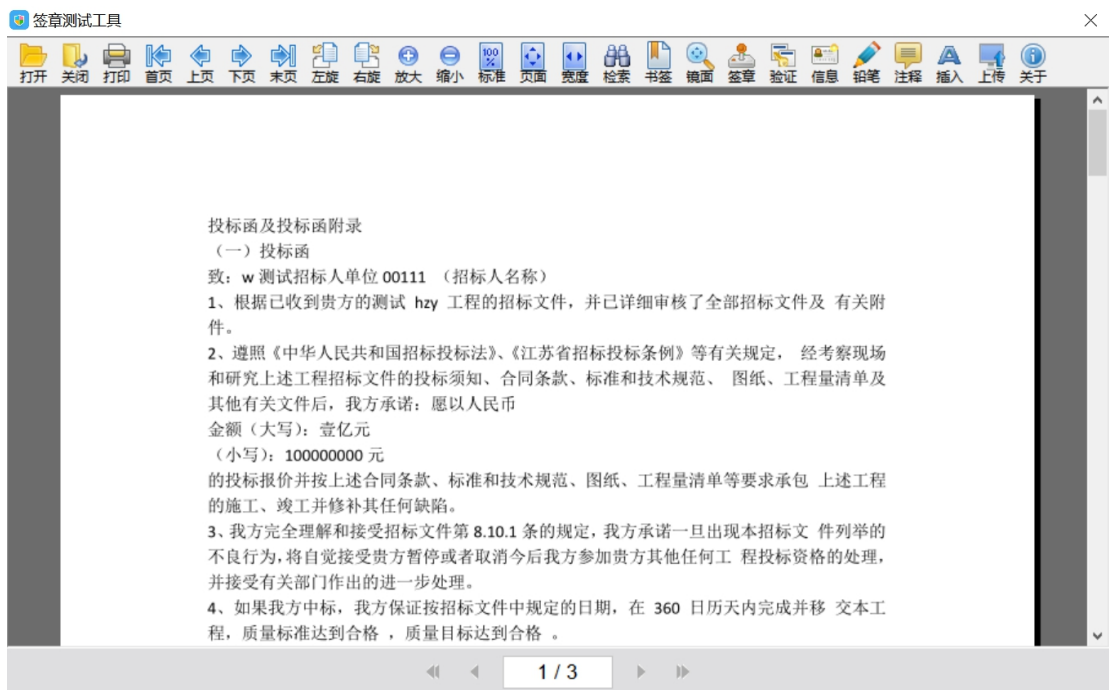 签章测试工具
打开 关闭 打印 首页 上页 下页 末页 左旋 右旋 放大 缩小 标准 页面 宽度 检索 书签 镜面 签章 验证 信息 铅笔 注释 插入 上传 关于
投标函及投标函附录
（一）投标函
致：w 测试招标人单位 00111 （招标人名称）
1、根据已收到贵方的测试 hzy 工程的招标文件，并已详细审核了全部招标文件及 有关附
件。
2、遵照《中华人民共和国招标投标法》、《江苏省招标投标条例》等有关规定， 经考察现场
和研究上述工程招标文件的投标须知、合同条款、标准和技术规范、 图纸、工程量清单及
其他有关文件后，我方承诺：愿以人民币
金额（大写）：壹亿元
（小写）：100000000 元
的投标报价并按上述合同条款、标准和技术规范、图纸、工程量清单等要求承包 上述工程
的施工、竣工并修补其任何缺陷。
3、我方完全理解和接受招标文件第 8.10.1 条的规定，我方承诺一旦出现本招标文 件列举的
不良行为，将自觉接受贵方暂停或者取消今后我方参加贵方其他任何工 程投标资格的处理，
并接受有关部门作出的进一步处理。
4、如果我方中标，我方保证按招标文件中规定的日期，在 360 日历天内完成并移 交本工
程，质量标准达到合格 ，质量目标达到合格 。
1 / 3